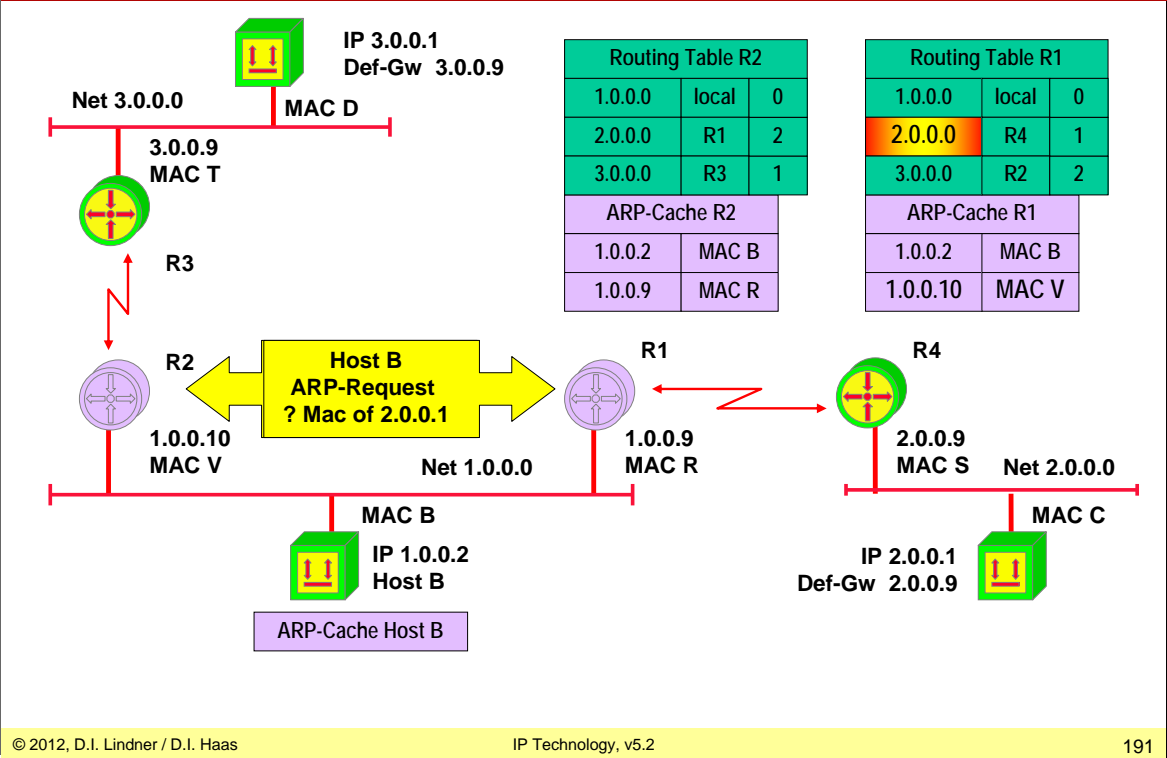 IP 3.0.0.1
Def-Gw 3.0.0.9
Net 3.0.0.0
MAC D
3.0.0.9
MAC T
R3
Routing Table R2
1.0.0.0 local 0
2.0.0.0 R1 2
3.0.0.0 R3 1
ARP-Cache R2
1.0.0.2 MAC B
1.0.0.9 MAC R
Routing Table R1
1.0.0.0 local 0
2.0.0.0 R4 1
3.0.0.0 R2 2
ARP-Cache R1
1.0.0.2 MAC B
1.0.0.10 MAC V
R2
Host B
ARP-Request
? Mac of 2.0.0.1
R1
R4
1.0.0.10
MAC V
Net 1.0.0.0
1.0.0.9
MAC R
2.0.0.9
MAC S
Net 2.0.0.0
MAC B
IP 1.0.0.2
Host B
ARP-Cache Host B
MAC C
IP 2.0.0.1
Def-Gw 2.0.0.9
© 2012, D.I. Lindner / D.I. Haas
IP Technology, v5.2
191